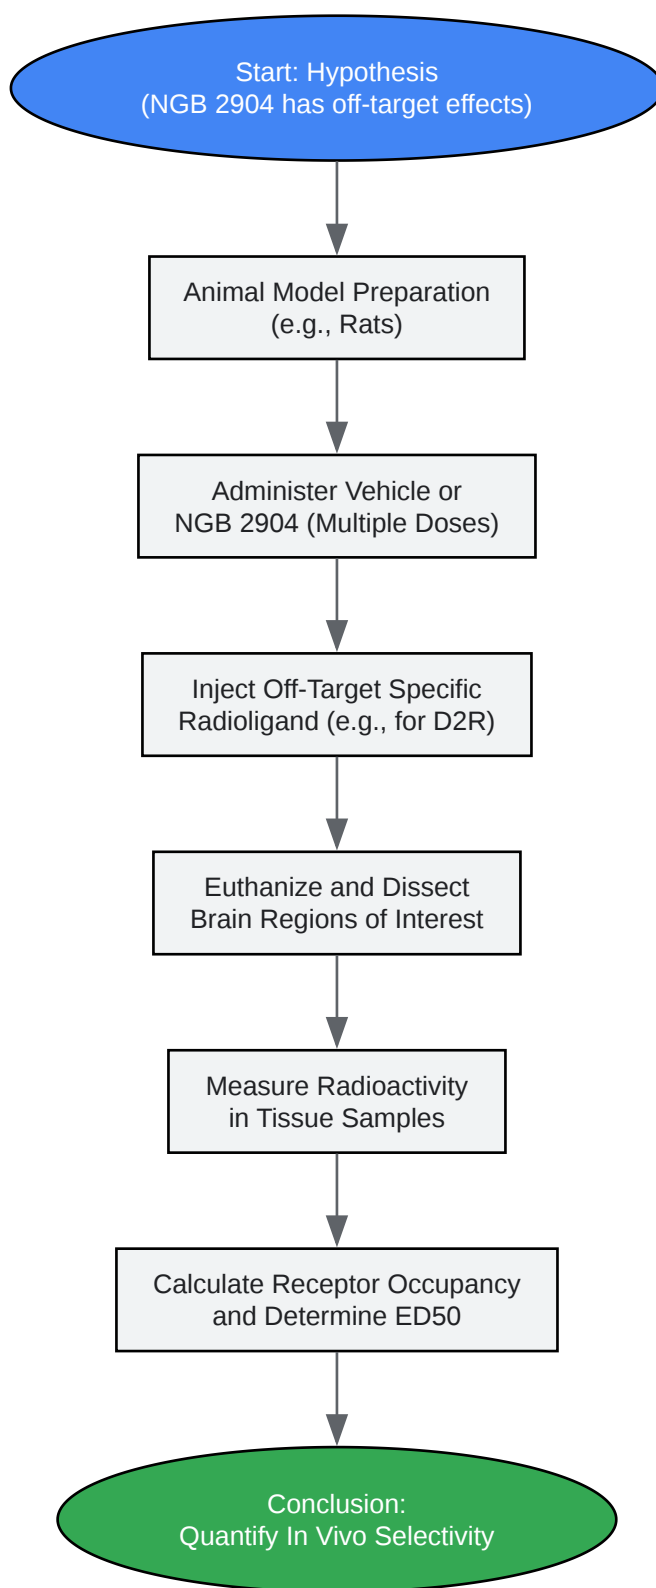 Start: Hypothesis
(NGB 2904 has off-target effects)
Animal Model Preparation
(e.g., Rats)
Administer Vehicle or
NGB 2904 (Multiple Doses)
Inject Off-Target Specific
Radioligand (e.g., for D2R)
Euthanize and Dissect
Brain Regions of Interest
Measure Radioactivity
in Tissue Samples
Calculate Receptor Occupancy
and Determine ED50
Conclusion:
Quantify In Vivo Selectivity